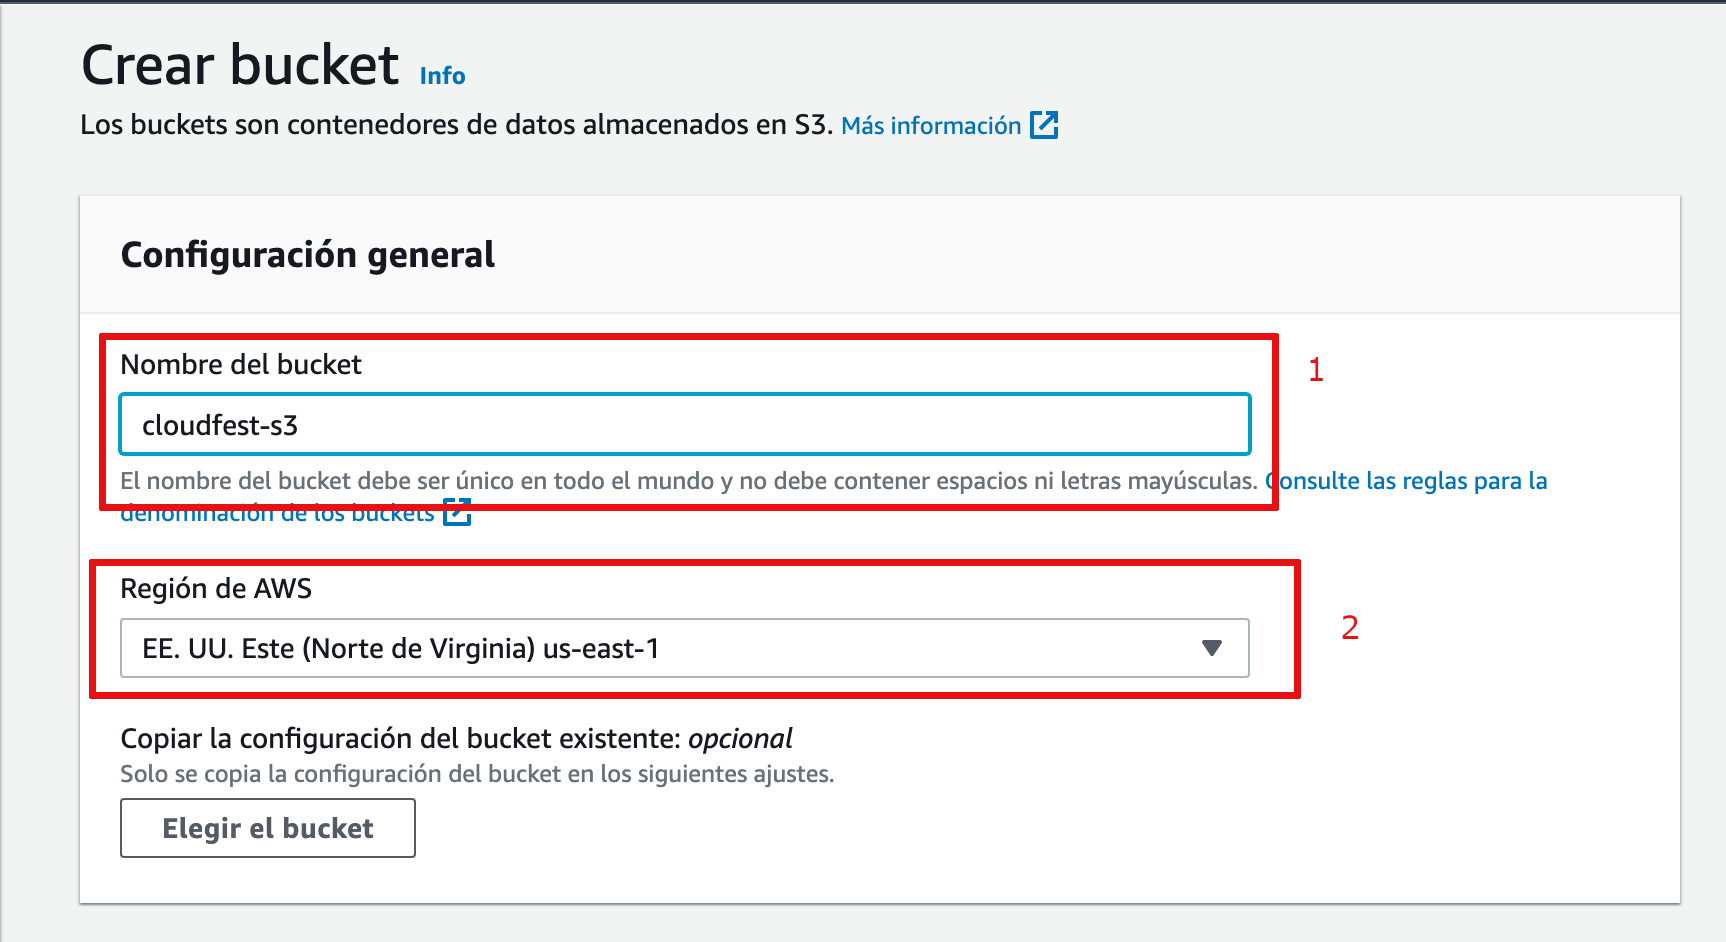 Crear bucket Info
Los buckets son contenedores de datos almacenados en S3. Más información
Configuración general
Nombre del bucket
1
cloudfest-s3
El nombre del bucket debe ser único en todo el mundo y no debe contener espacios ni letras mayúsculas. Consulte las reglas para la
denominación de los buckets
Región de AWS
2
EE. UU. Este (Norte de Virginia) us-east-1
Copiar la configuración del bucket existente: opcional
Solo se copia la configuración del bucket en los siguientes ajustes.
Elegir el bucket